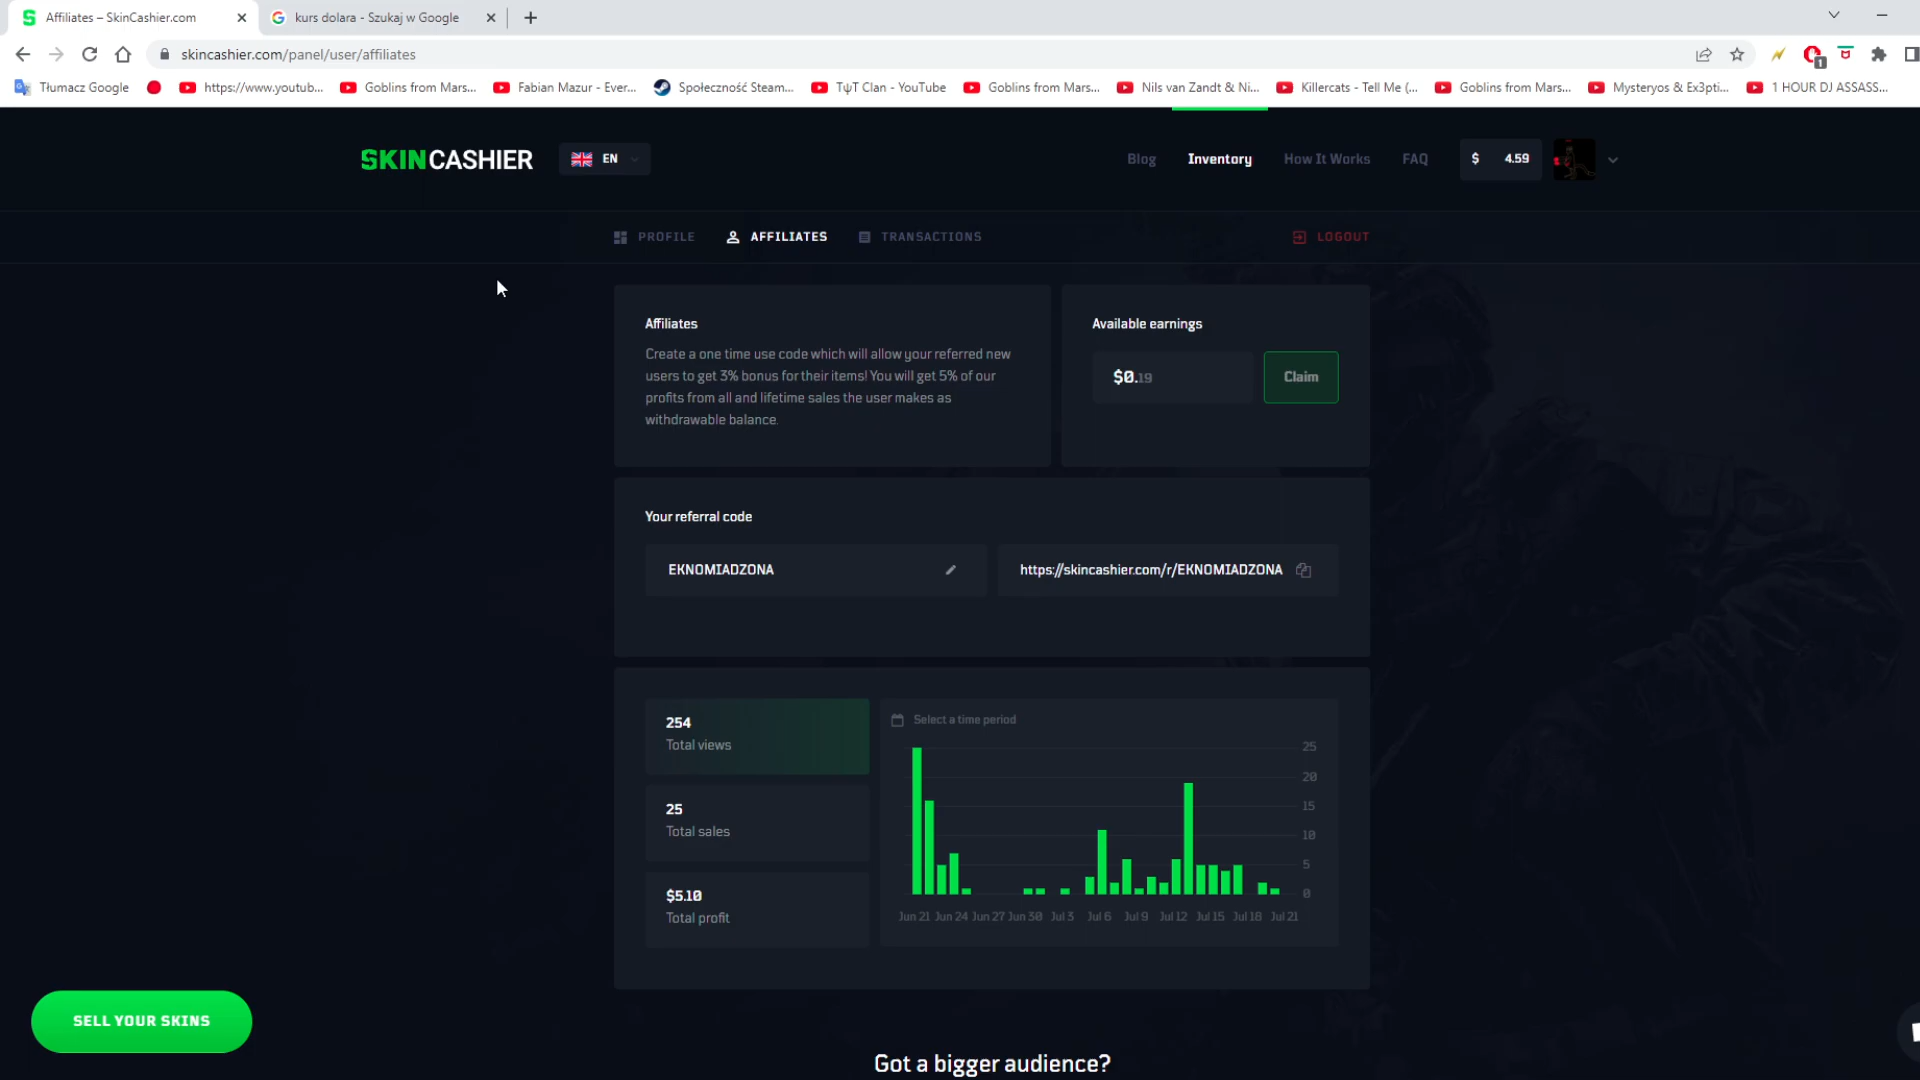 Affiliates – SkinCashier.com
kurs dolara - Szukaj w Google
skincashier.com/panel/user/affiliates
1
Tłumacz Google
https://www.youtub...
Goblins from Mars...
Fabian Mazur - Ever...
Społeczność Steam...
TψT Clan - YouTube
Goblins from Mars...
Nils van Zandt & Ni...
Killercats - Tell Me (...
Goblins from Mars...
Mysteryos & Ex3pti...
1 HOUR DJ ASSASS...
SKINCASHIER
EN
Blog
Inventory
How It Works
FAQ
$ 4.59
PROFILE
AFFILIATES
TRANSACTIONS
LOGOUT
Affiliates
Create a one time use code which will allow your referred new
users to get 3% bonus for their items! You will get 5% of our
profits from all and lifetime sales the user makes as
withdrawable balance.
Available earnings
$0.19
Claim
Your referral code
EKNOMIADZONA
https://skincashier.com/r/EKNOMIADZONA
254
Total views
25
Total sales
$5.10
Total profit
Select a time period
25
20
15
10
5
0
Jun 21 Jun 24 Jun 27 Jun 30 Jul 3 Jul 6 Jul 9 Jul 12 Jul 15 Jul 18 Jul 21
SELL YOUR SKINS
Got a bigger audience?